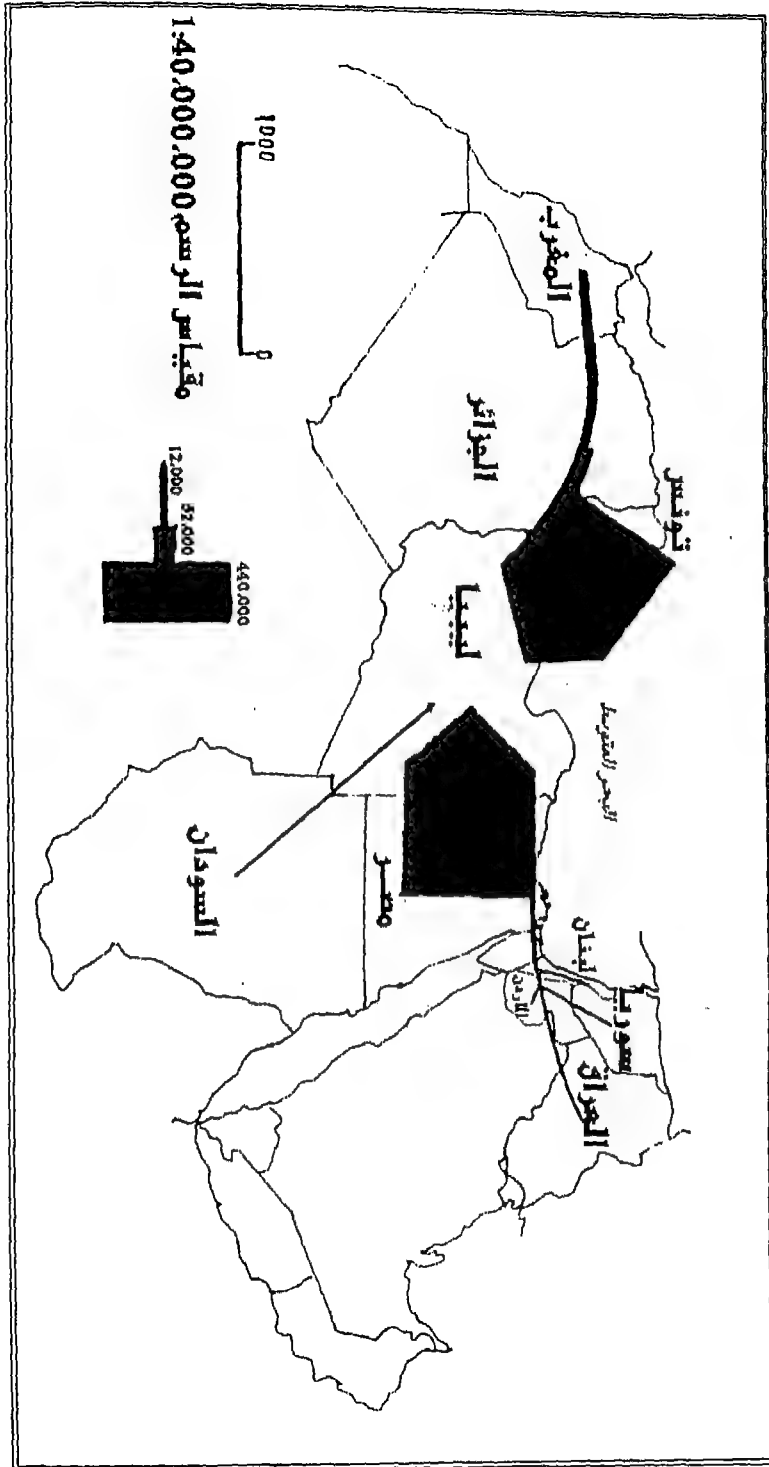 المغرب
الجزائر
تونس
ليبيا
البحر المتوسط
مصر
السودان
لبنان
سوريا
الاردن
العراق
1000
0
مقياس الرسم 1:40.000.000
12.000
52.000
440.000